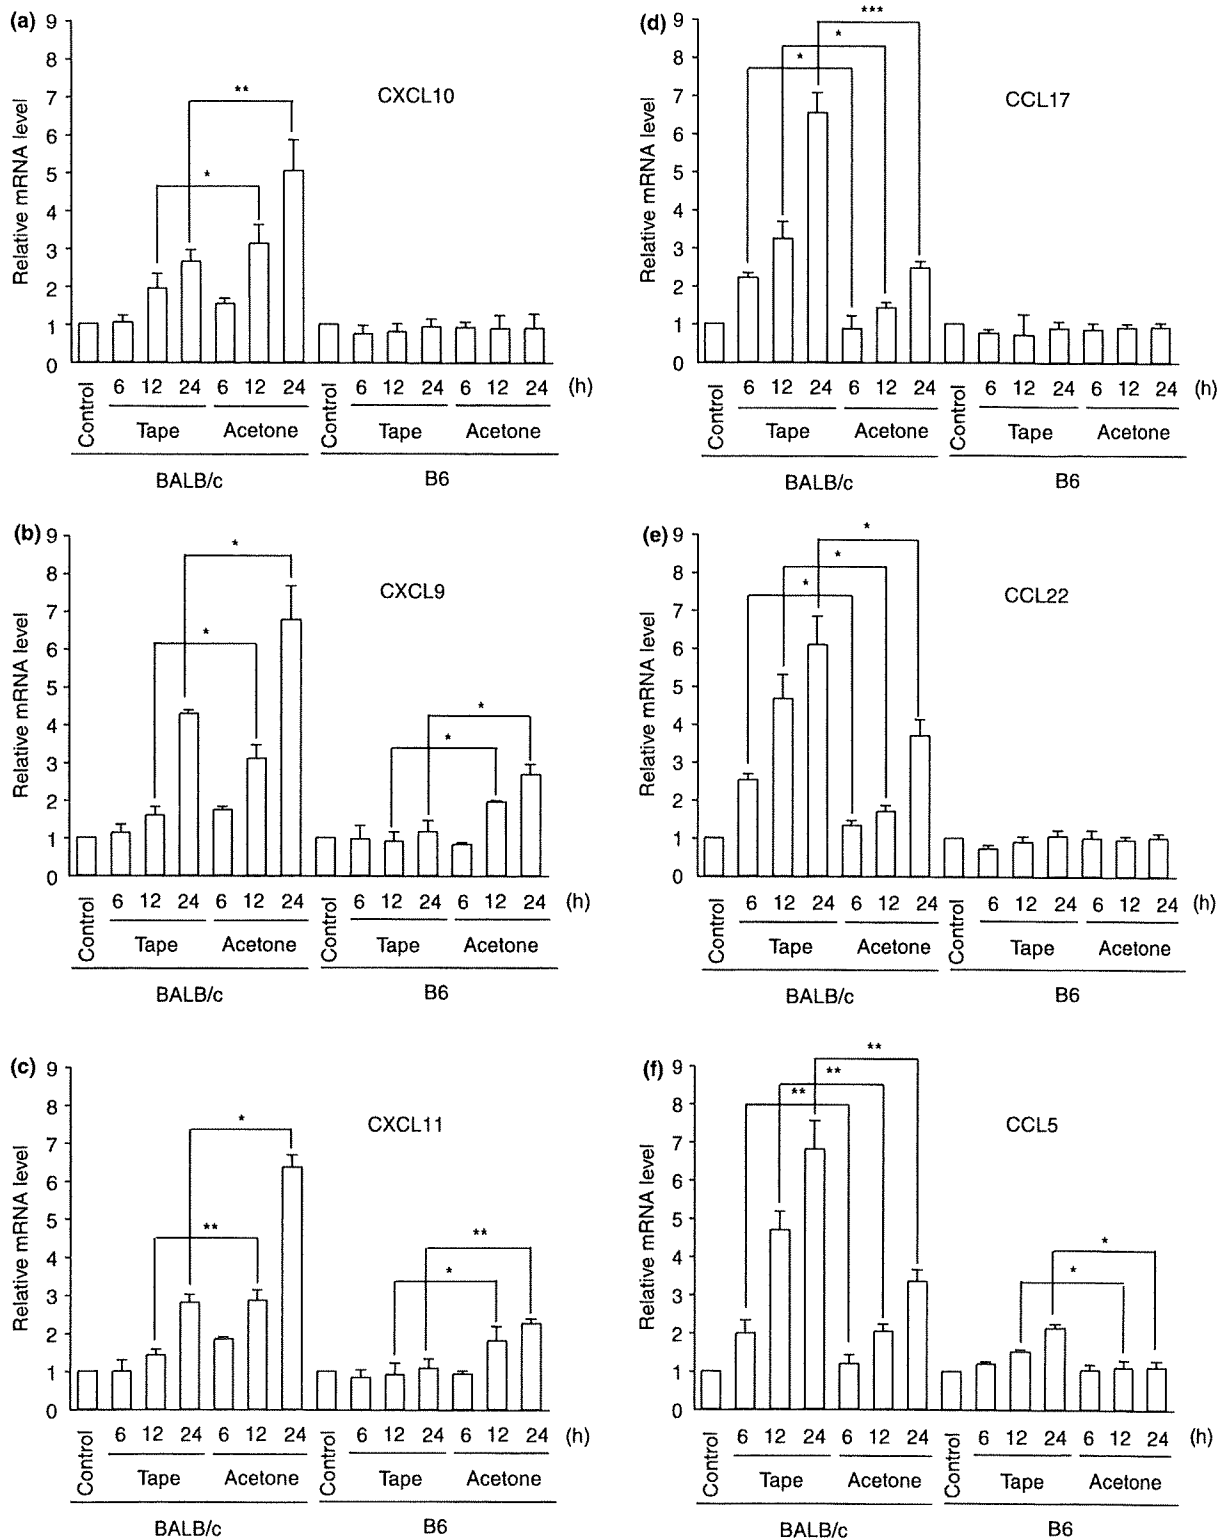 (a)
Relative mRNA level
9
8
7
6
5
4
3
2
1
0
CXCL10
**
*
Control 6 12 24 6 12 24 Control 6 12 24 6 12 24 (h)
Tape Acetone Tape Acetone
BALB/c B6
(b)
Relative mRNA level
9
8
7
6
5
4
3
2
1
0
CXCL9
*
*
*
*
Control 6 12 24 6 12 24 Control 6 12 24 6 12 24 (h)
Tape Acetone Tape Acetone
BALB/c B6
(c)
Relative mRNA level
9
8
7
6
5
4
3
2
1
0
CXCL11
*
**
**
*
Control 6 12 24 6 12 24 Control 6 12 24 6 12 24 (h)
Tape Acetone Tape Acetone
BALB/c B6
(d)
Relative mRNA level
9
8
7
6
5
4
3
2
1
0
CCL17
***
*
*
Control 6 12 24 6 12 24 Control 6 12 24 6 12 24 (h)
Tape Acetone Tape Acetone
BALB/c B6
(e)
Relative mRNA level
9
8
7
6
5
4
3
2
1
0
CCL22
*
*
*
Control 6 12 24 6 12 24 Control 6 12 24 6 12 24 (h)
Tape Acetone Tape Acetone
BALB/c B6
(f)
Relative mRNA level
9
8
7
6
5
4
3
2
1
0
CCL5
**
**
**
*
*
Control 6 12 24 6 12 24 Control 6 12 24 6 12 24 (h)
Tape Acetone Tape Acetone
BALB/c B6